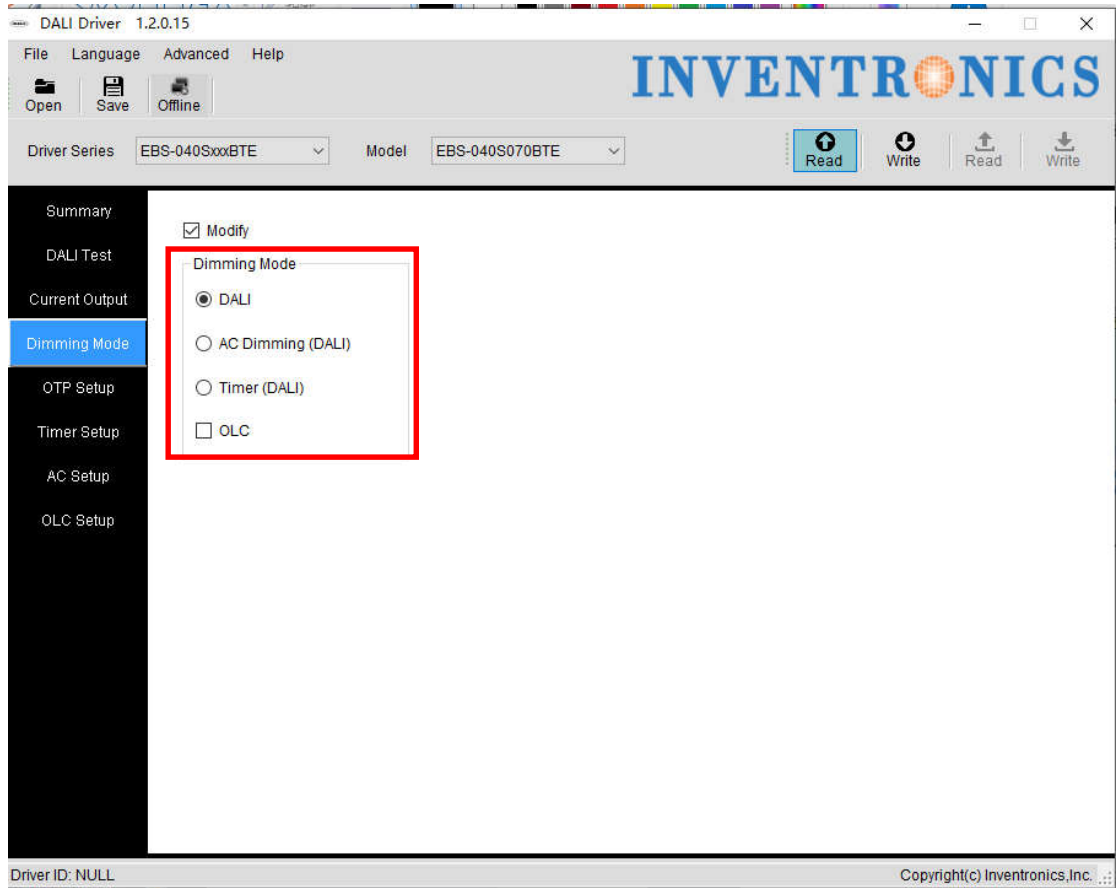 DALI Driver 1.2.0.15
File Language Advanced Help
INVENTRONICS
Open Save Offline
Driver Series EBS-040SxxxBTE Model EBS-040S070BTE Read Write Read Write
Summary
Modify
DALI Test
Dimming Mode
Current Output
DALI
Dimming Mode
AC Dimming (DALI)
OTP Setup
Timer (DALI)
Timer Setup
OLC
AC Setup
OLC Setup
Driver ID: NULL Copyright(c) Inventronics,Inc.